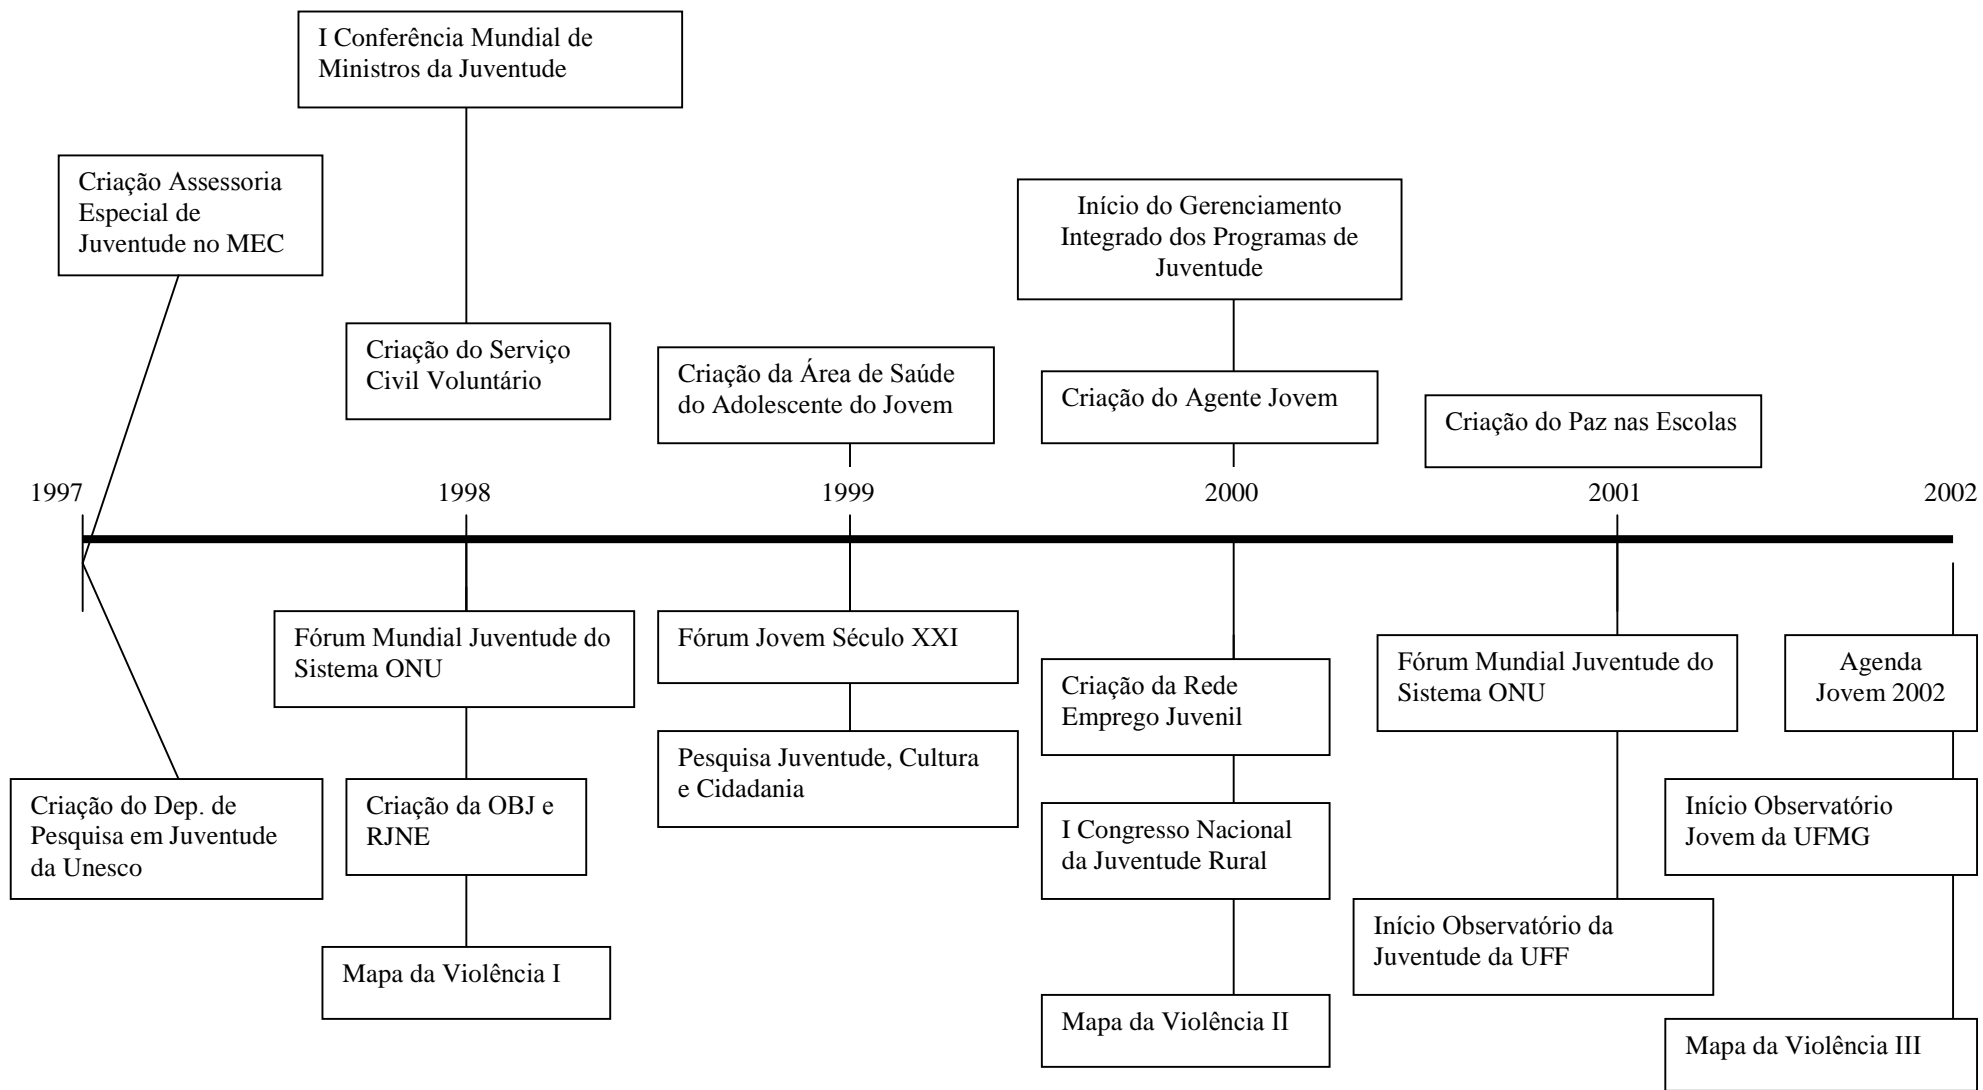 I Conferência Mundial de
Ministros da Juventude
Criação Assessoria
Especial de
Juventude no MEC
Início do Gerenciamento
Integrado dos Programas de
Juventude
Criação do Serviço
Civil Voluntário
Criação da Área de Saúde
do Adolescente do Jovem
Criação do Agente Jovem
Criação do Paz nas Escolas
1997
1998
1999
2000
2001
2002
Fórum Mundial Juventude do
Sistema ONU
Fórum Jovem Século XXI
Criação da Rede
Emprego Juvenil
Fórum Mundial Juventude do
Sistema ONU
Agenda
Jovem 2002
Pesquisa Juventude, Cultura
e Cidadania
Criação do Dep. de
Pesquisa em Juventude
da Unesco
Criação da OBJ e
RJNE
I Congresso Nacional
da Juventude Rural
Início Observatório
Jovem da UFMG
Início Observatório da
Juventude da UFF
Mapa da Violência I
Mapa da Violência II
Mapa da Violência III